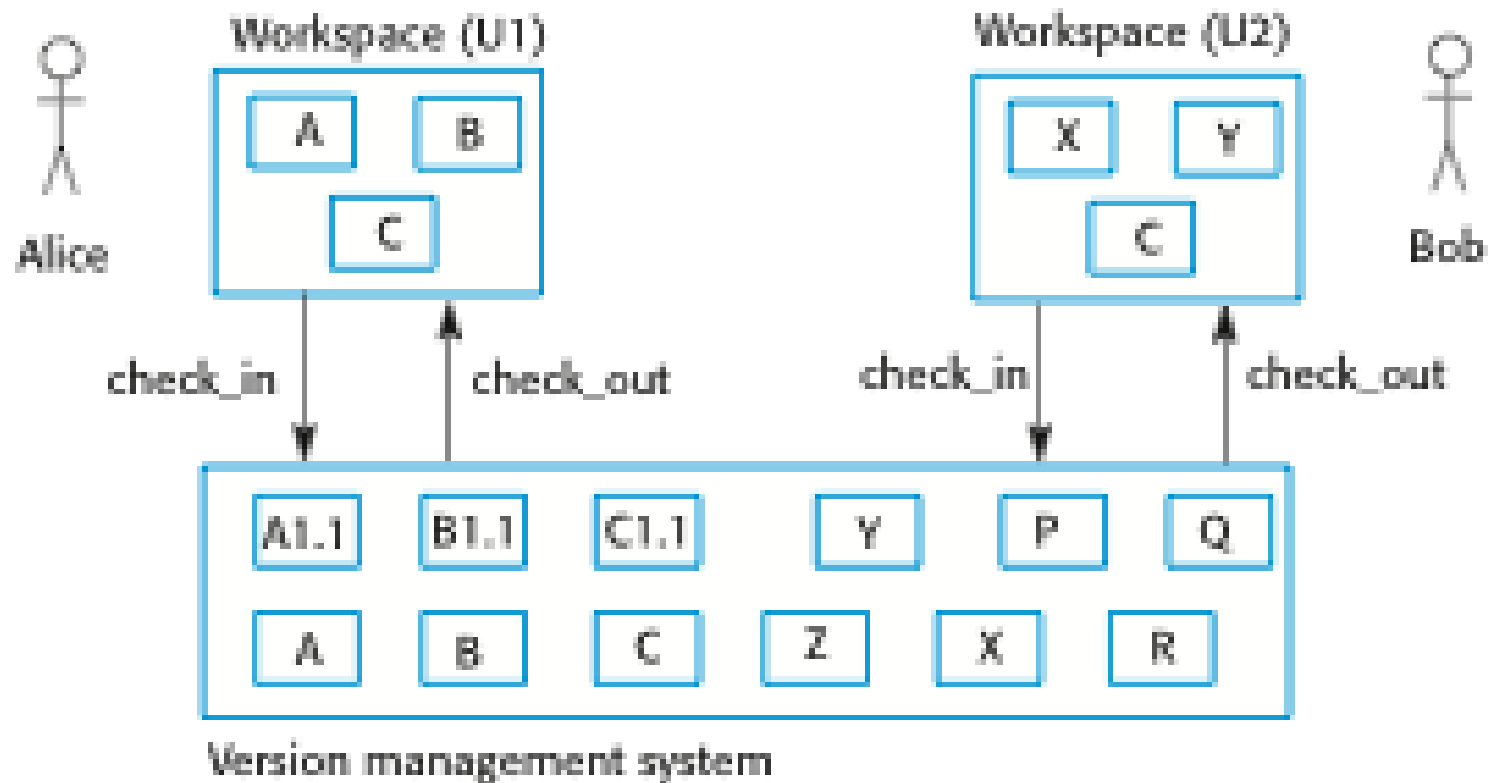 Workspace (U1)
Workspace (U2)
A
B
X
Y
C
C
Alice
Bob
check_in
check_out
check_in
check_out
A1.1
B1.1
C1.1
Y
P
Q
A
B
C
Z
X
R
Version management system